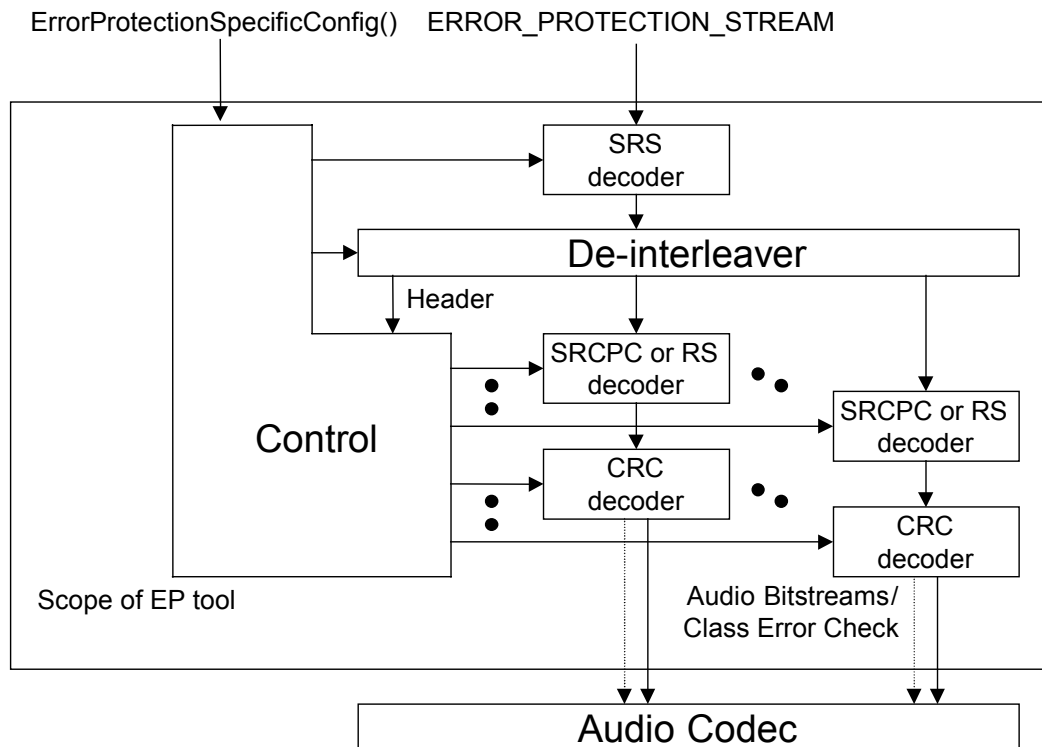 ErrorProtectionSpecificConfig()
ERROR_PROTECTION_STREAM
SRS
decoder
De-interleaver
Header
SRCPC or RS
decoder
SRCPC or RS
decoder
Control
CRC
decoder
CRC
decoder
Scope of EP tool
Audio Bitstreams/
Class Error Check
Audio Codec